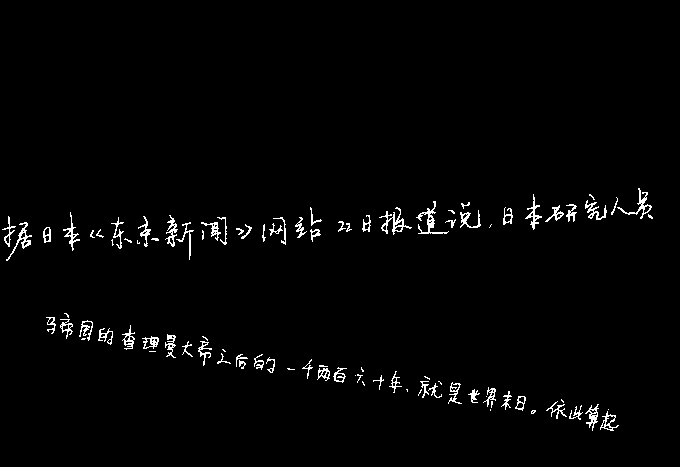 据日本《东京新闻》网站22日报道说,日本研究人员
马帝国的查理曼大帝之后的一千两百六十年、就是世界末日。依此算起